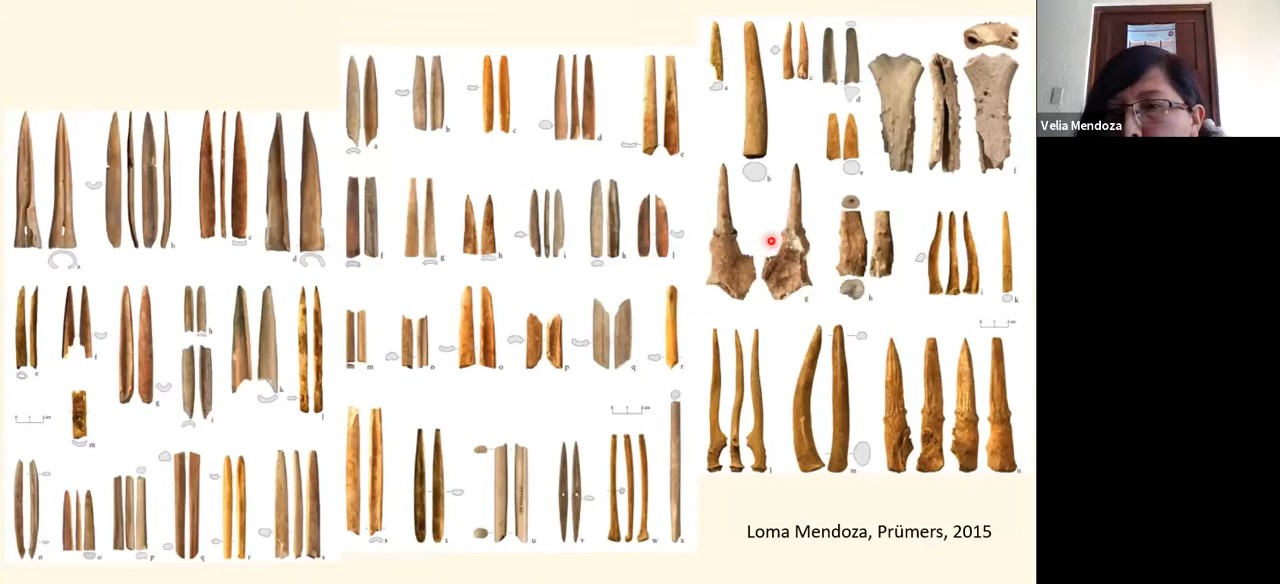 Velia Mendoza
a
b
c
d
e
f
g
h
i
k
l
m
n
o
p
q
r
s
a
b
c
d
e
f
g
h
i
k
l
m
n
o
p
q
r
s
t
u
v
w
x
a
b
c
d
e
f
g
h
i
k
l
m
n
Loma Mendoza, Prümers, 2015